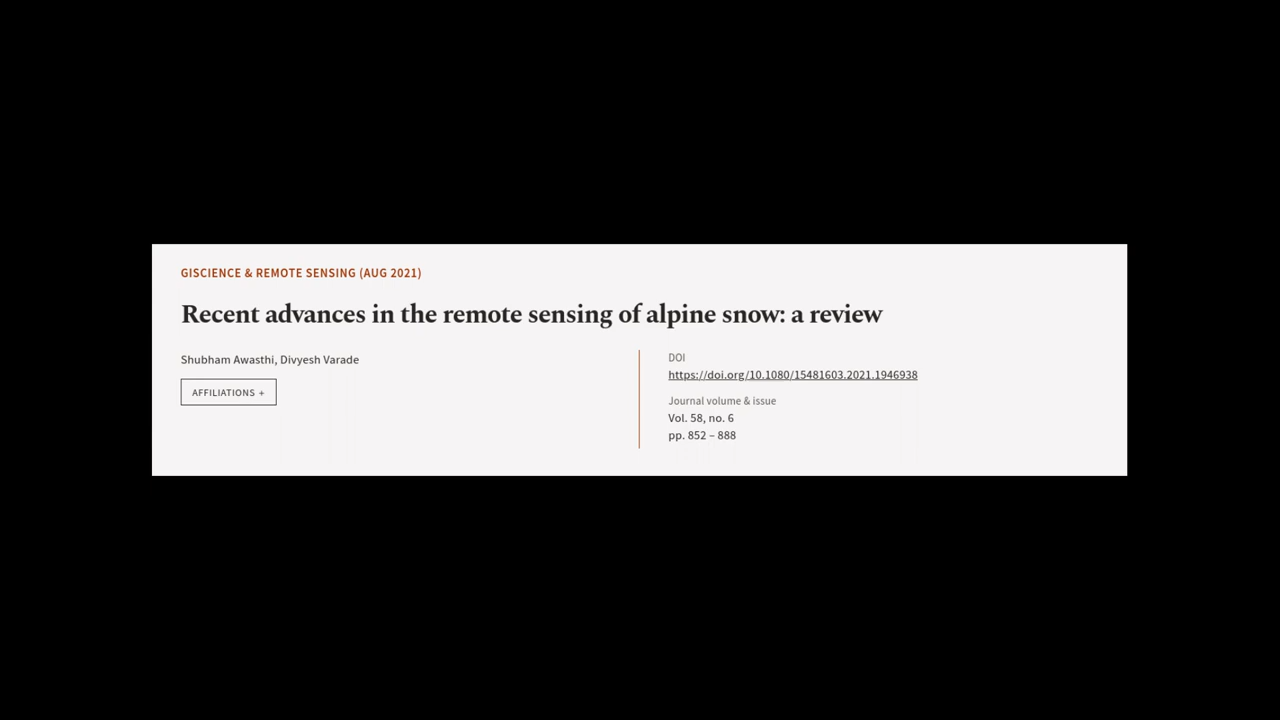 GISCIENCE & REMOTE SENSING (AUG 2021)
Recent advances in the remote sensing of alpine snow: a review
Shubham Awasthi, Divyesh Varade
AFFILIATIONS +
DOI
https://doi.org/10.1080/15481603.2021.1946938
Journal volume & issue
Vol. 58, no. 6
pp. 852 – 888